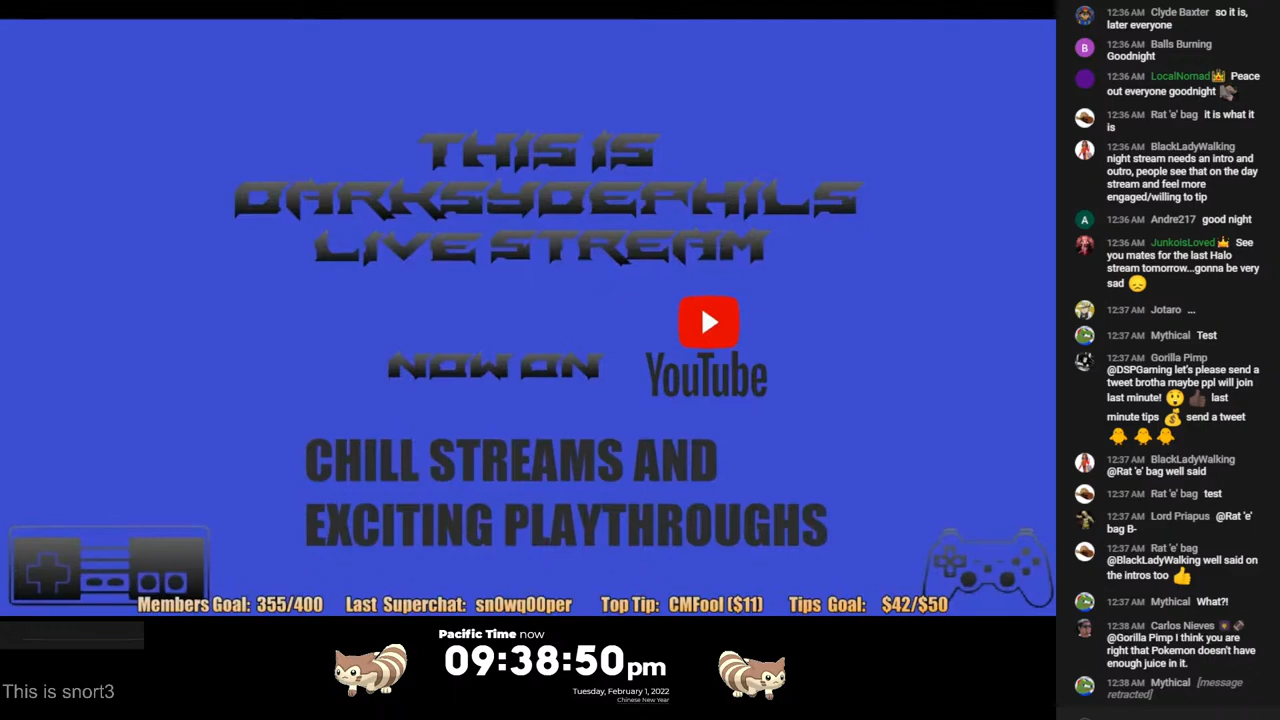 THIS IS
DARKSYDEPHILS
LIVE STREAM
NOW ON
YouTube
CHILL STREAMS AND
EXCITING PLAYTHROUGHS
Members Goal: 355/400 Last Superchat: sn0wq00per Top Tip: CMFool ($11) Tips Goal: $42/$50
Pacific Time now
09:38:50pm
Tuesday, February 1, 2022
Chinese New Year
This is snort3
12:36 AM Clyde Baxter so it is,
later everyone
B
12:36 AM Balls Burning
Goodnight
12:36 AM LocalNomad Peace
out everyone goodnight
12:36 AM Rat 'e' bag it is what it
is
12:36 AM BlackLadyWalking
night stream needs an intro and
outro, people see that on the day
stream and feel more
engaged/willing to tip
A
12:36 AM Andre217 good night
12:36 AM JunkoisLoved See
you mates for the last Halo
stream tomorrow...gonna be very
sad 😞
12:37 AM Jotaro ...
12:37 AM Mythical Test
12:37 AM Gorilla Pimp
@DSPGaming let's please send a
tweet brotha maybe ppl will join
last minute! 😲 👍🏿 last
minute tips 💰 send a tweet
🐥 🐥 🐥
12:37 AM BlackLadyWalking
@Rat 'e' bag well said
12:37 AM Rat 'e' bag test
12:37 AM Lord Priapus @Rat 'e'
bag B-
12:37 AM Rat 'e' bag
@BlackLadyWalking well said on
the intros too 👍
12:37 AM Mythical What?!
12:38 AM Carlos Nieves
@Gorilla Pimp I think you are
right that Pokemon doesn't have
enough juice in it.
12:38 AM Mythical [message
retracted]